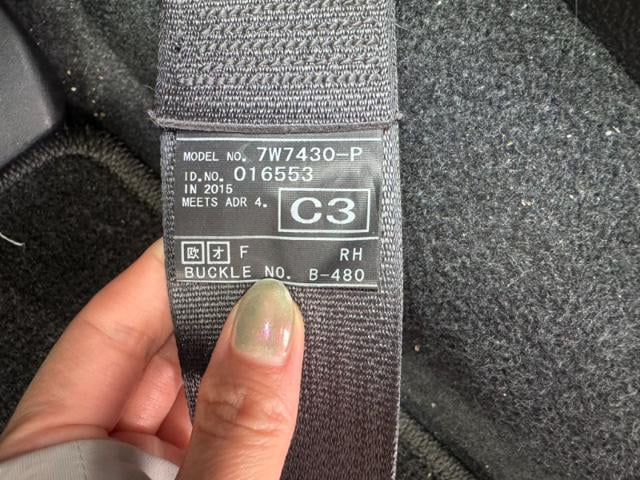 MODEL NO. 7W7430-P
ID.NO. 016553
IN 2015
MEETS ADR 4.
C3
欧 オ F RH
BUCKLE NO. B-480